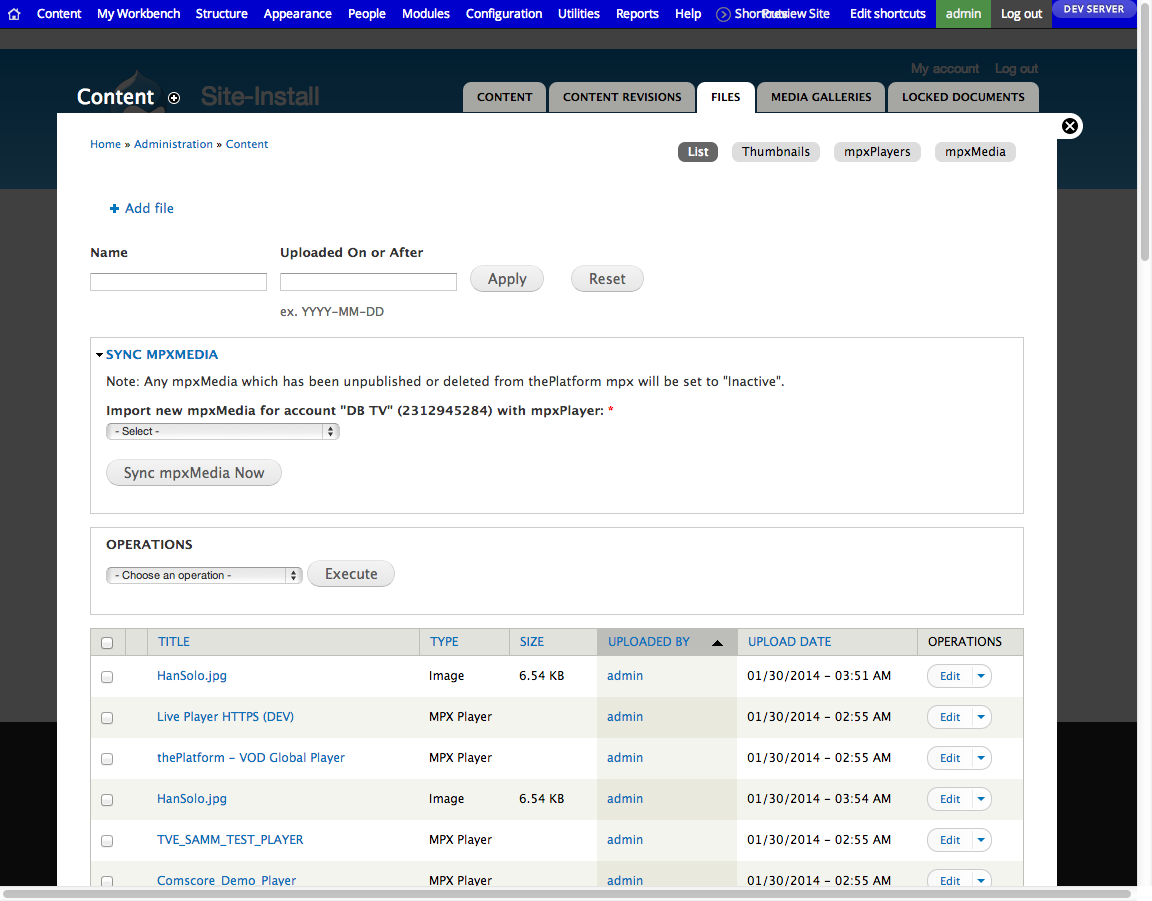 Content My Workbench Structure Appearance People Modules Configuration Utilities Reports Help Shortcuts Preview Site Edit shortcuts admin Log out DEV SERVER
My account Log out
Content Site-Install
CONTENT CONTENT REVISIONS FILES MEDIA GALLERIES LOCKED DOCUMENTS
Home » Administration » Content
List Thumbnails mpxPlayers mpxMedia
Add file
Name Uploaded On or After
Apply Reset
ex. YYYY-MM-DD
SYNC MPXMEDIA
Note: Any mpxMedia which has been unpublished or deleted from thePlatform mpx will be set to "Inactive".
Import new mpxMedia for account "DB TV" (2312945284) with mpxPlayer: *
- Select -
Sync mpxMedia Now
OPERATIONS
- Choose an operation - Execute
TITLE TYPE SIZE UPLOADED BY UPLOAD DATE OPERATIONS
HanSolo.jpg Image 6.54 KB admin 01/30/2014 - 03:51 AM Edit
Live Player HTTPS (DEV) MPX Player admin 01/30/2014 - 02:55 AM Edit
thePlatform - VOD Global Player MPX Player admin 01/30/2014 - 02:55 AM Edit
HanSolo.jpg Image 6.54 KB admin 01/30/2014 - 03:54 AM Edit
TVE_SAMM_TEST_PLAYER MPX Player admin 01/30/2014 - 02:55 AM Edit
Comscore_Demo_Player MPX Player admin 01/30/2014 - 02:55 AM Edit